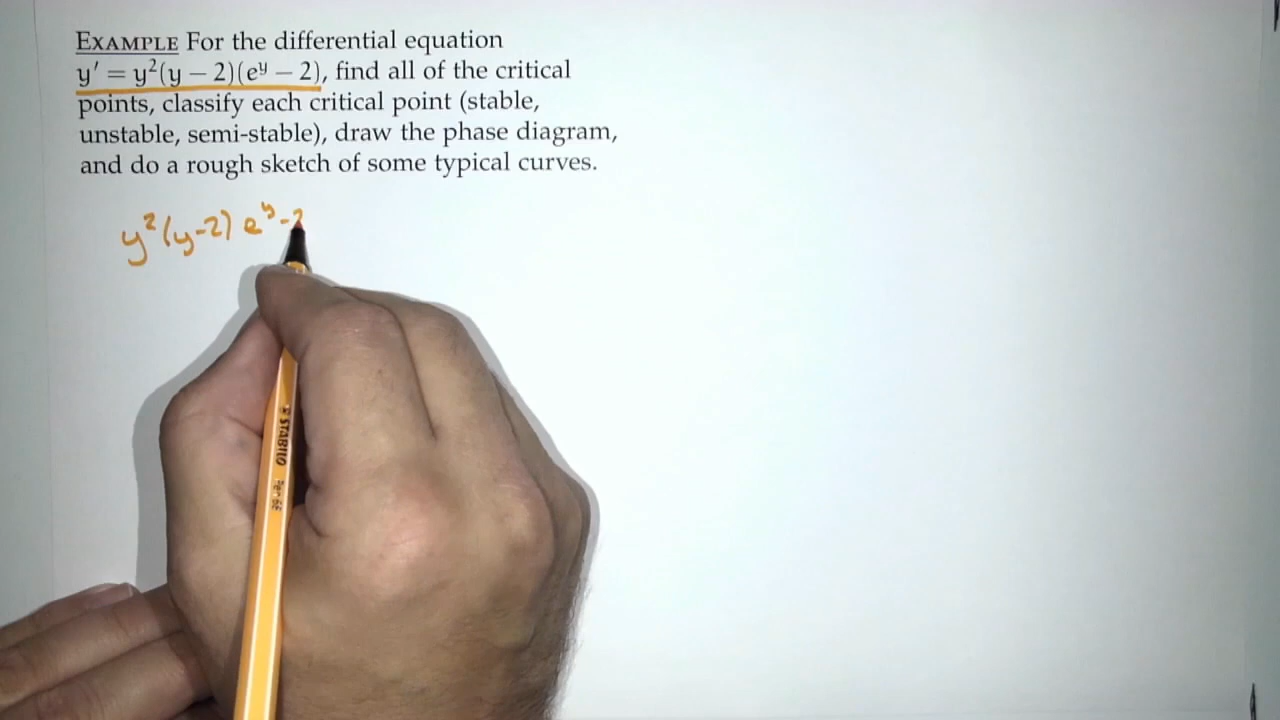 EXAMPLE For the differential equation
y′ = y²(y − 2)(eʸ − 2), find all of the critical
points, classify each critical point (stable,
unstable, semi-stable), draw the phase diagram,
and do a rough sketch of some typical curves.
y²(y-2) eʸ-2
STABILO